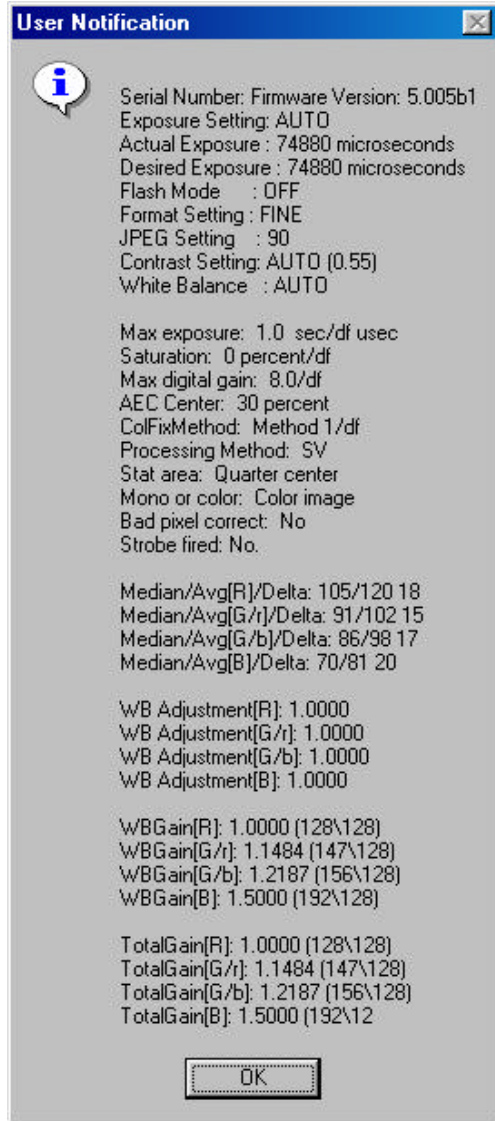 User Notification
Serial Number: Firmware Version: 5.005b1
Exposure Setting: AUTO
Actual Exposure : 74880 microseconds
Desired Exposure : 74880 microseconds
Flash Mode : OFF
Format Setting : FINE
JPEG Setting : 90
Contrast Setting: AUTO (0.55)
White Balance : AUTO
Max exposure: 1.0 sec/df usec
Saturation: 0 percent/df
Max digital gain: 8.0/df
AEC Center: 30 percent
ColFixMethod: Method 1/df
Processing Method: SV
Stat area: Quarter center
Mono or color: Color image
Bad pixel correct: No
Strobe fired: No.
Median/Avg[R]/Delta: 105/120 18
Median/Avg[G/r]/Delta: 91/102 15
Median/Avg[G/b]/Delta: 86/98 17
Median/Avg[B]/Delta: 70/81 20
WB Adjustment[R]: 1.0000
WB Adjustment[G/r]: 1.0000
WB Adjustment[G/b]: 1.0000
WB Adjustment[B]: 1.0000
WBGain[R]: 1.0000 (128\128)
WBGain[G/r]: 1.1484 (147\128)
WBGain[G/b]: 1.2187 (156\128)
WBGain[B]: 1.5000 (192\128)
TotalGain[R]: 1.0000 (128\128)
TotalGain[G/r]: 1.1484 (147\128)
TotalGain[G/b]: 1.2187 (156\128)
TotalGain[B]: 1.5000 (192\12
OK